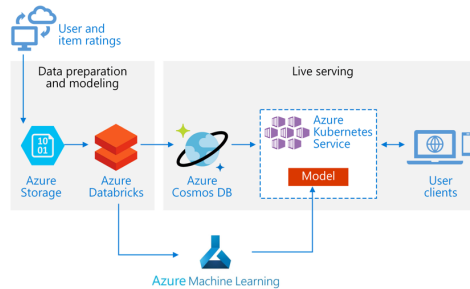 User and
item ratings
Data preparation
and modeling
Live serving
10
01
Azure
Storage
Azure
Databricks
Azure
Cosmos DB
Azure
Kubernetes
Service
Model
User
clients
Azure Machine Learning